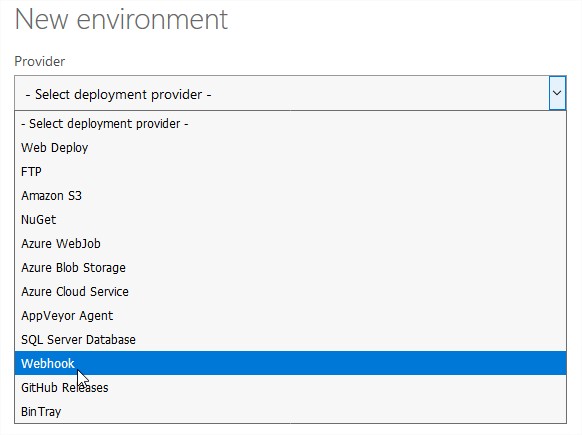 New environment
Provider
- Select deployment provider -
- Select deployment provider -
Web Deploy
FTP
Amazon S3
NuGet
Azure WebJob
Azure Blob Storage
Azure Cloud Service
AppVeyor Agent
SQL Server Database
Webhook
GitHub Releases
BinTray